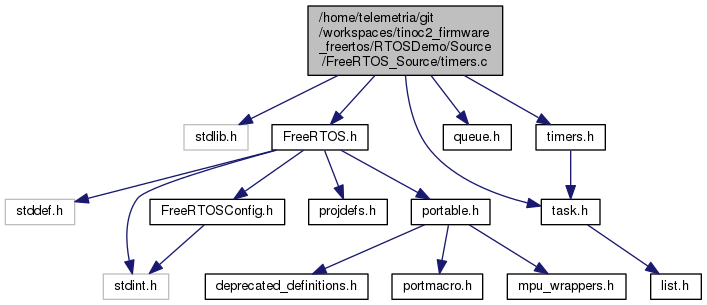 /home/telemetria/git
/workspaces/tinoc2_firmware
_freertos/RTOSDemo/Source
/FreeRTOS_Source/timers.c
stdlib.h
FreeRTOS.h
queue.h
timers.h
stddef.h
FreeRTOSConfig.h
projdefs.h
portable.h
task.h
stdint.h
deprecated_definitions.h
portmacro.h
mpu_wrappers.h
list.h